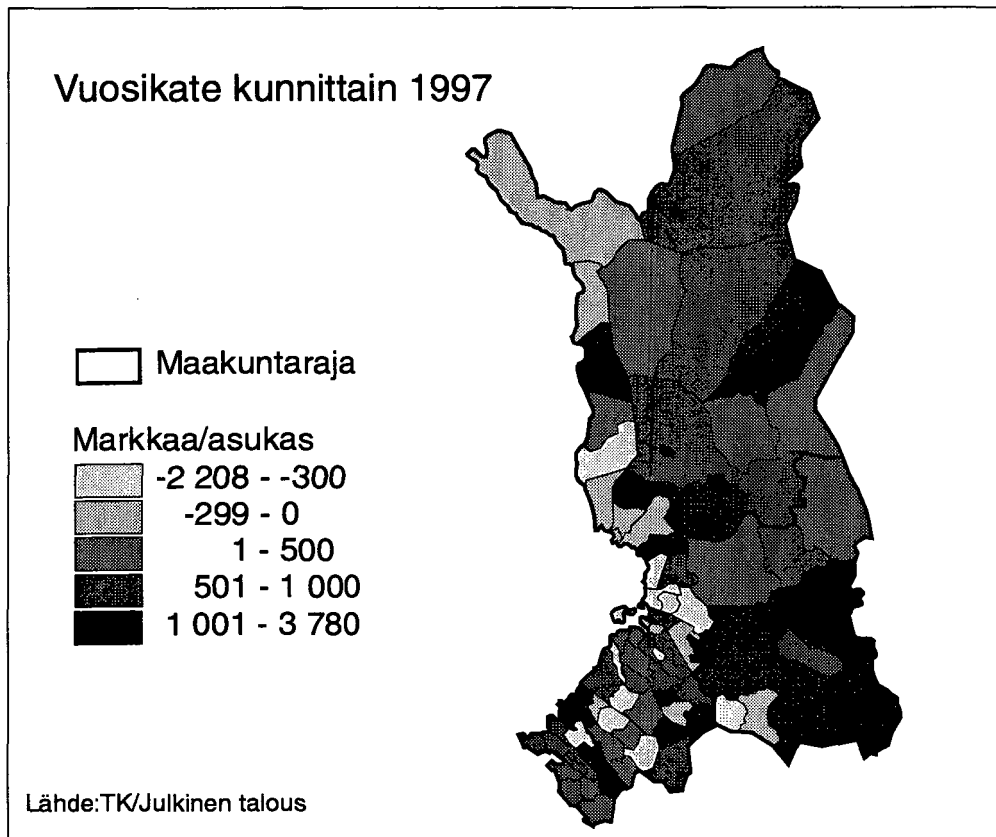 Vuosikate kunnittain 1997
Maakuntaraja
Markkaa/asukas
-2 208 - -300
-299 - 0
1 - 500
501 - 1 000
1 001 - 3 780
Lähde:TK/Julkinen talous